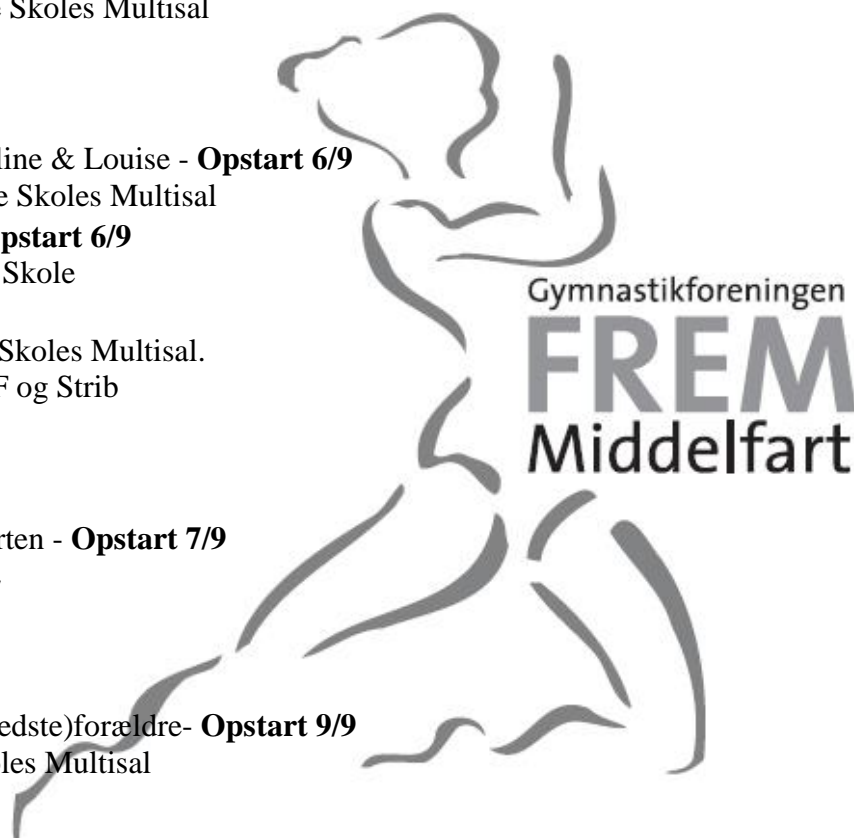 Skoles Multisal
line & Louise - Opstart 6/9
e Skoles Multisal
pstart 6/9
Skole
Skoles Multisal.
F og Strib
rten - Opstart 7/9
edste)forældre- Opstart 9/9
oles Multisal
Gymnastikforeningen
FREM
Middelfart